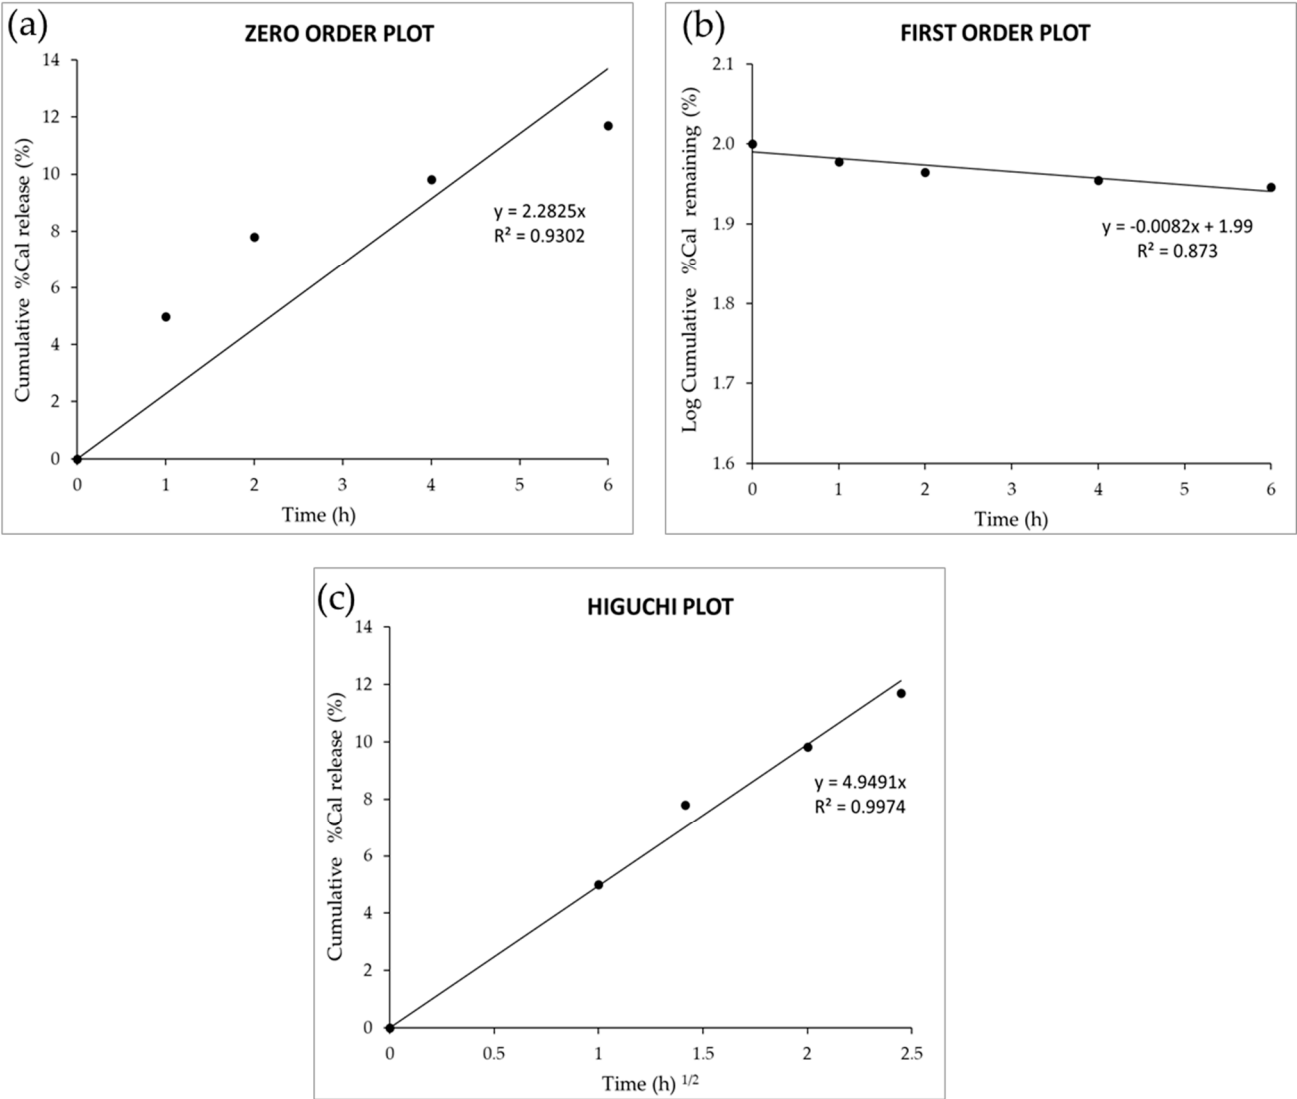 (a)
ZERO ORDER PLOT
14
12
10
8
6
4
2
0
Cumulative %Cal release (%)
y = 2.2825x
R² = 0.9302
0 1 2 3 4 5 6
Time (h)
(b)
FIRST ORDER PLOT
2.1
2.0
1.9
1.8
1.7
1.6
Log Cumulative %Cal remaining (%)
y = -0.0082x + 1.99
R² = 0.873
0 1 2 3 4 5 6
Time (h)
(c)
HIGUCHI PLOT
14
12
10
8
6
4
2
0
Cumulative %Cal release (%)
y = 4.9491x
R² = 0.9974
0 0.5 1 1.5 2 2.5
Time (h) 1/2